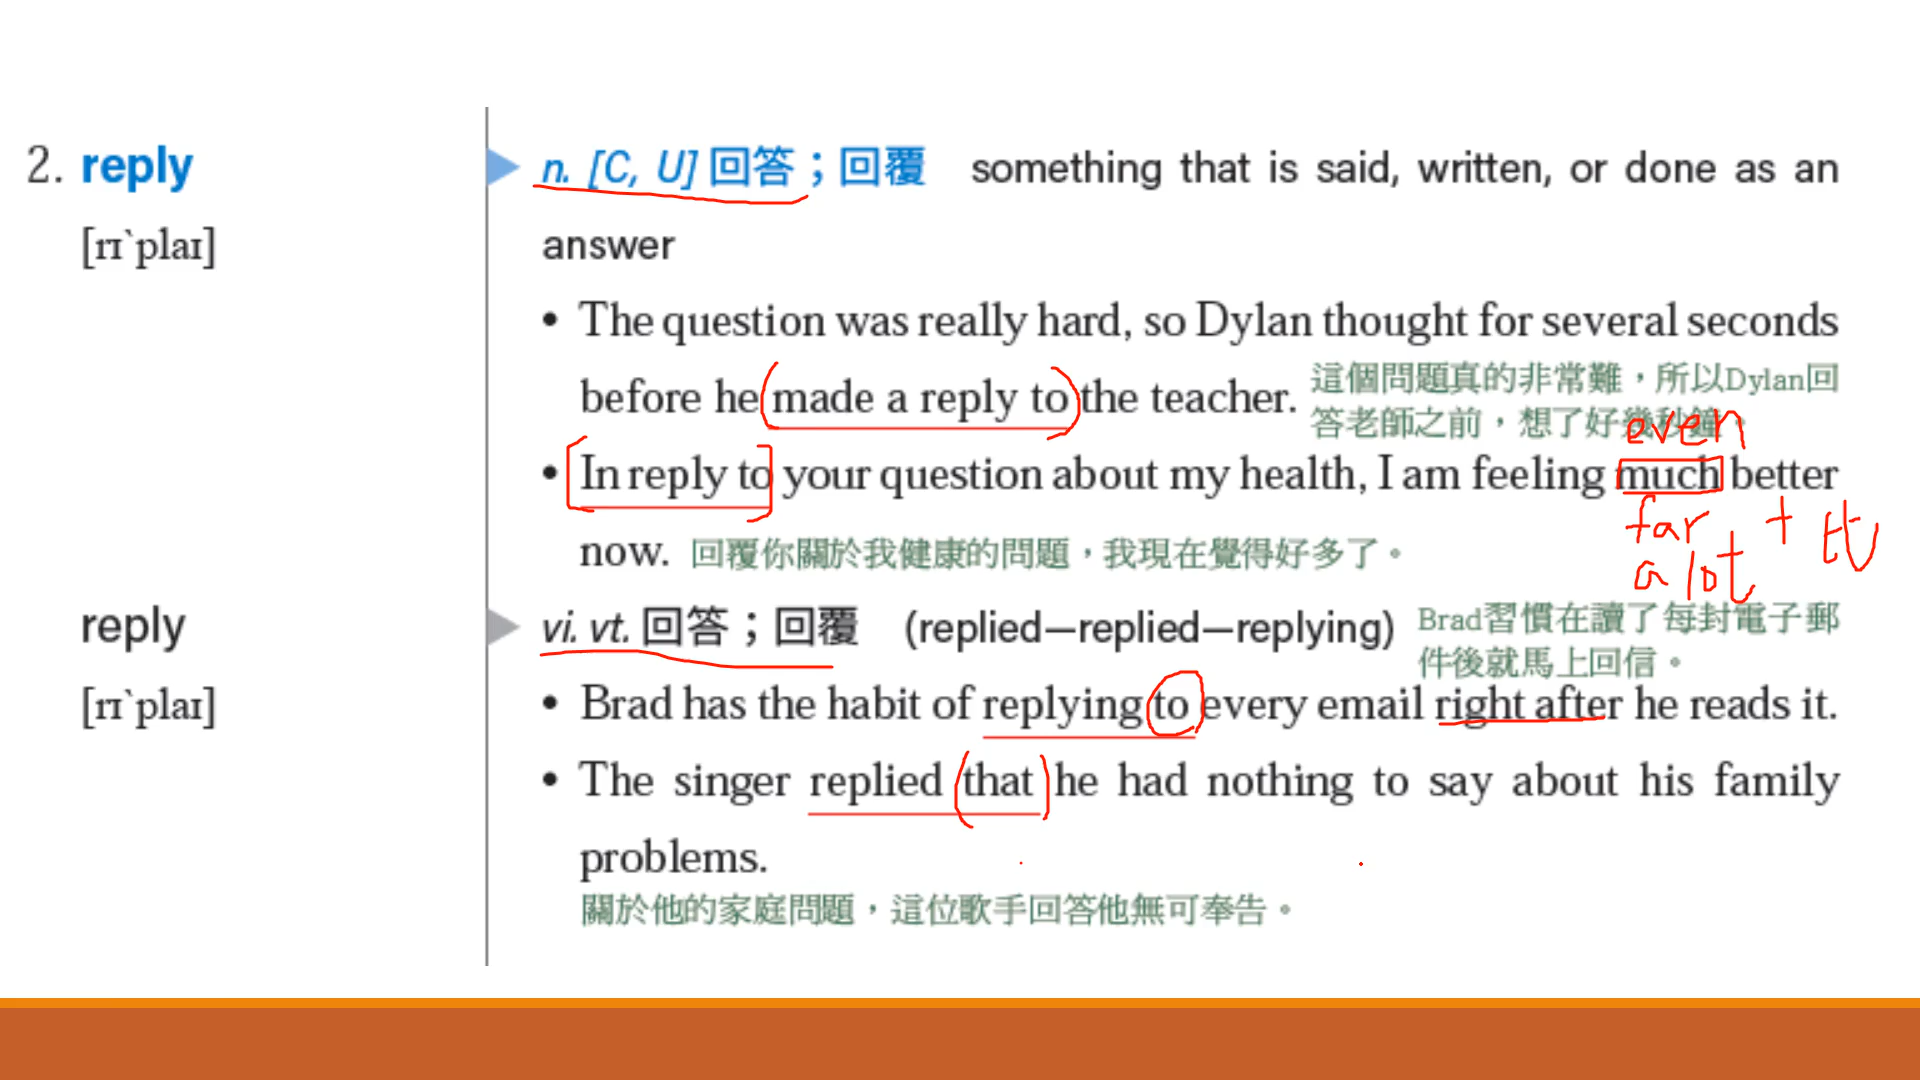 2. reply
[rɪˋplaɪ]
n. [C, U] 回答；回覆 something that is said, written, or done as an
answer
• The question was really hard, so Dylan thought for several seconds
before he made a reply to the teacher. 這個問題真的非常難，所以Dylan回
答老師之前，想了好幾秒鐘。
even
• In reply to your question about my health, I am feeling much better
far
a lot
+ 比
now. 回覆你關於我健康的問題，我現在覺得好多了。
reply
[rɪˋplaɪ]
vi. vt. 回答；回覆 (replied—replied—replying) Brad習慣在讀了每封電子郵
件後就馬上回信。
• Brad has the habit of replying to every email right after he reads it.
• The singer replied that he had nothing to say about his family
problems.
關於他的家庭問題，這位歌手回答他無可奉告。